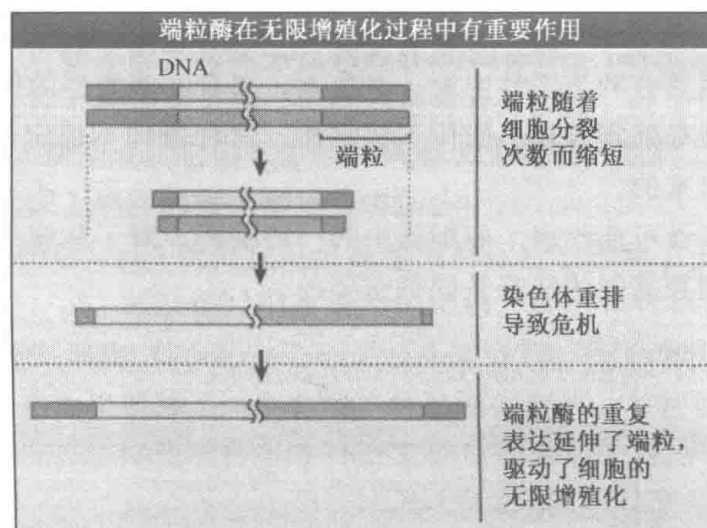 端粒酶在无限增殖化过程中有重要作用
DNA
端粒
端粒随着
细胞分裂
次数而缩短
染色体重排
导致危机
端粒酶的重复
表达延伸了端粒，
驱动了细胞的
无限增殖化